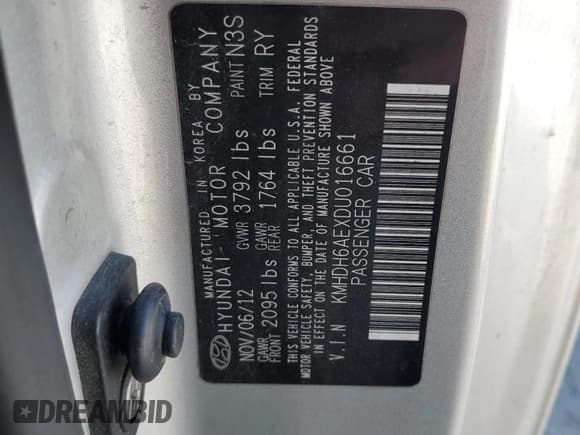 MANUFACTURED IN KOREA BY
HYUNDAI MOTOR COMPANY
NOV/06/12 GVWR 3792 lbs PAINT N3S
GAWR FRONT 2095 lbs GAWR REAR 1764 lbs TRIM RY
THIS VEHICLE CONFORMS TO ALL APPLICABLE U.S.A. FEDERAL
MOTOR VEHICLE SAFETY, BUMPER, AND THEFT PREVENTION STANDARDS
IN EFFECT ON THE DATE OF MANUFACTURE SHOWN ABOVE
V.I.N KMHDH6AEXDU016661
PASSENGER CAR
DREAMBID